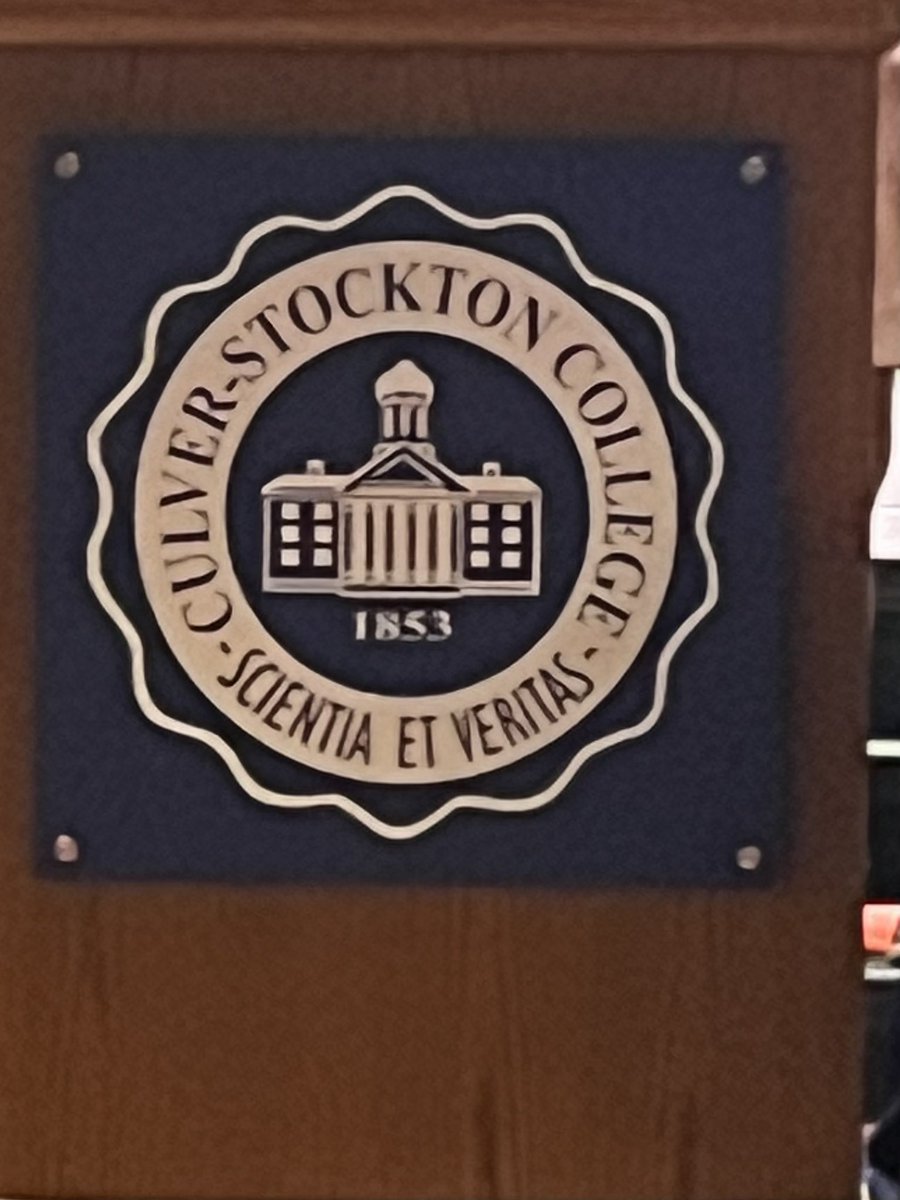 CULVER-STOCKTON COLLEGE
1853
- SCIENTIA ET VERITAS -